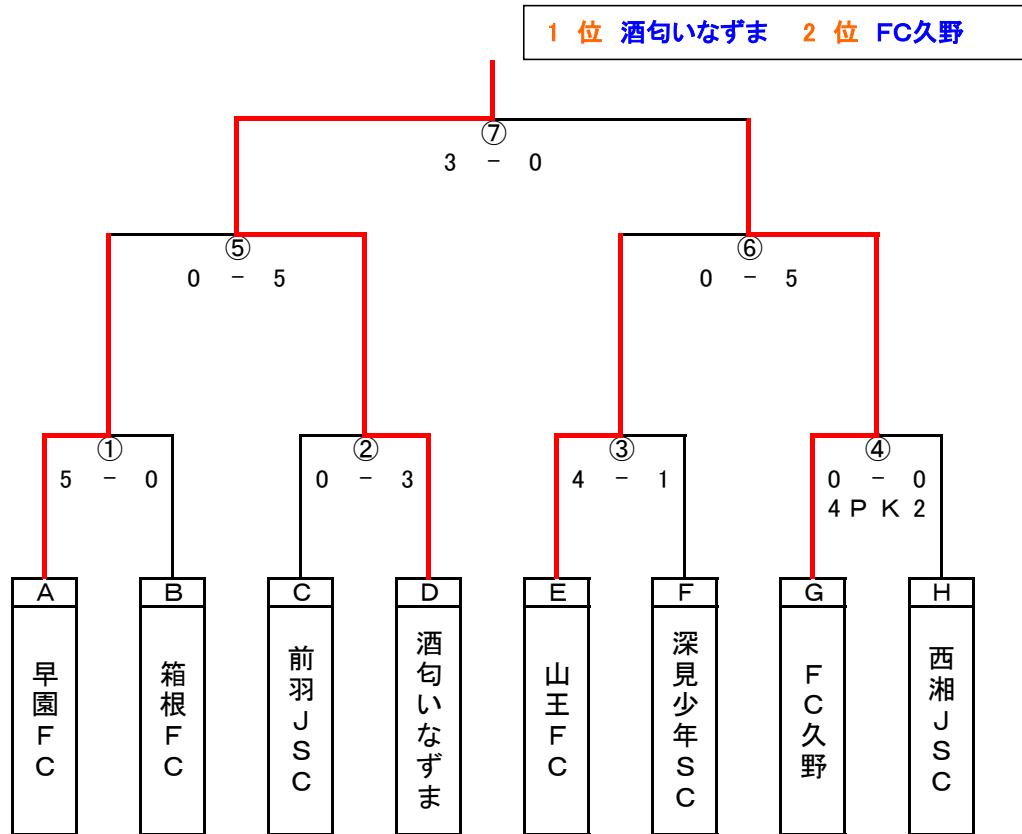 1 位 酒匂いなずま 2 位 FC久野
⑦
3 - 0
⑤ ⑥
0 - 5 0 - 5
① ② ③ ④
5 - 0 0 - 3 4 - 1 0 - 0
4 P K 2
A B C D E F G H
早園FC
箱根FC
前羽JSC
酒匂いなずま
山王FC
深見少年SC
FC久野
西湘JSC